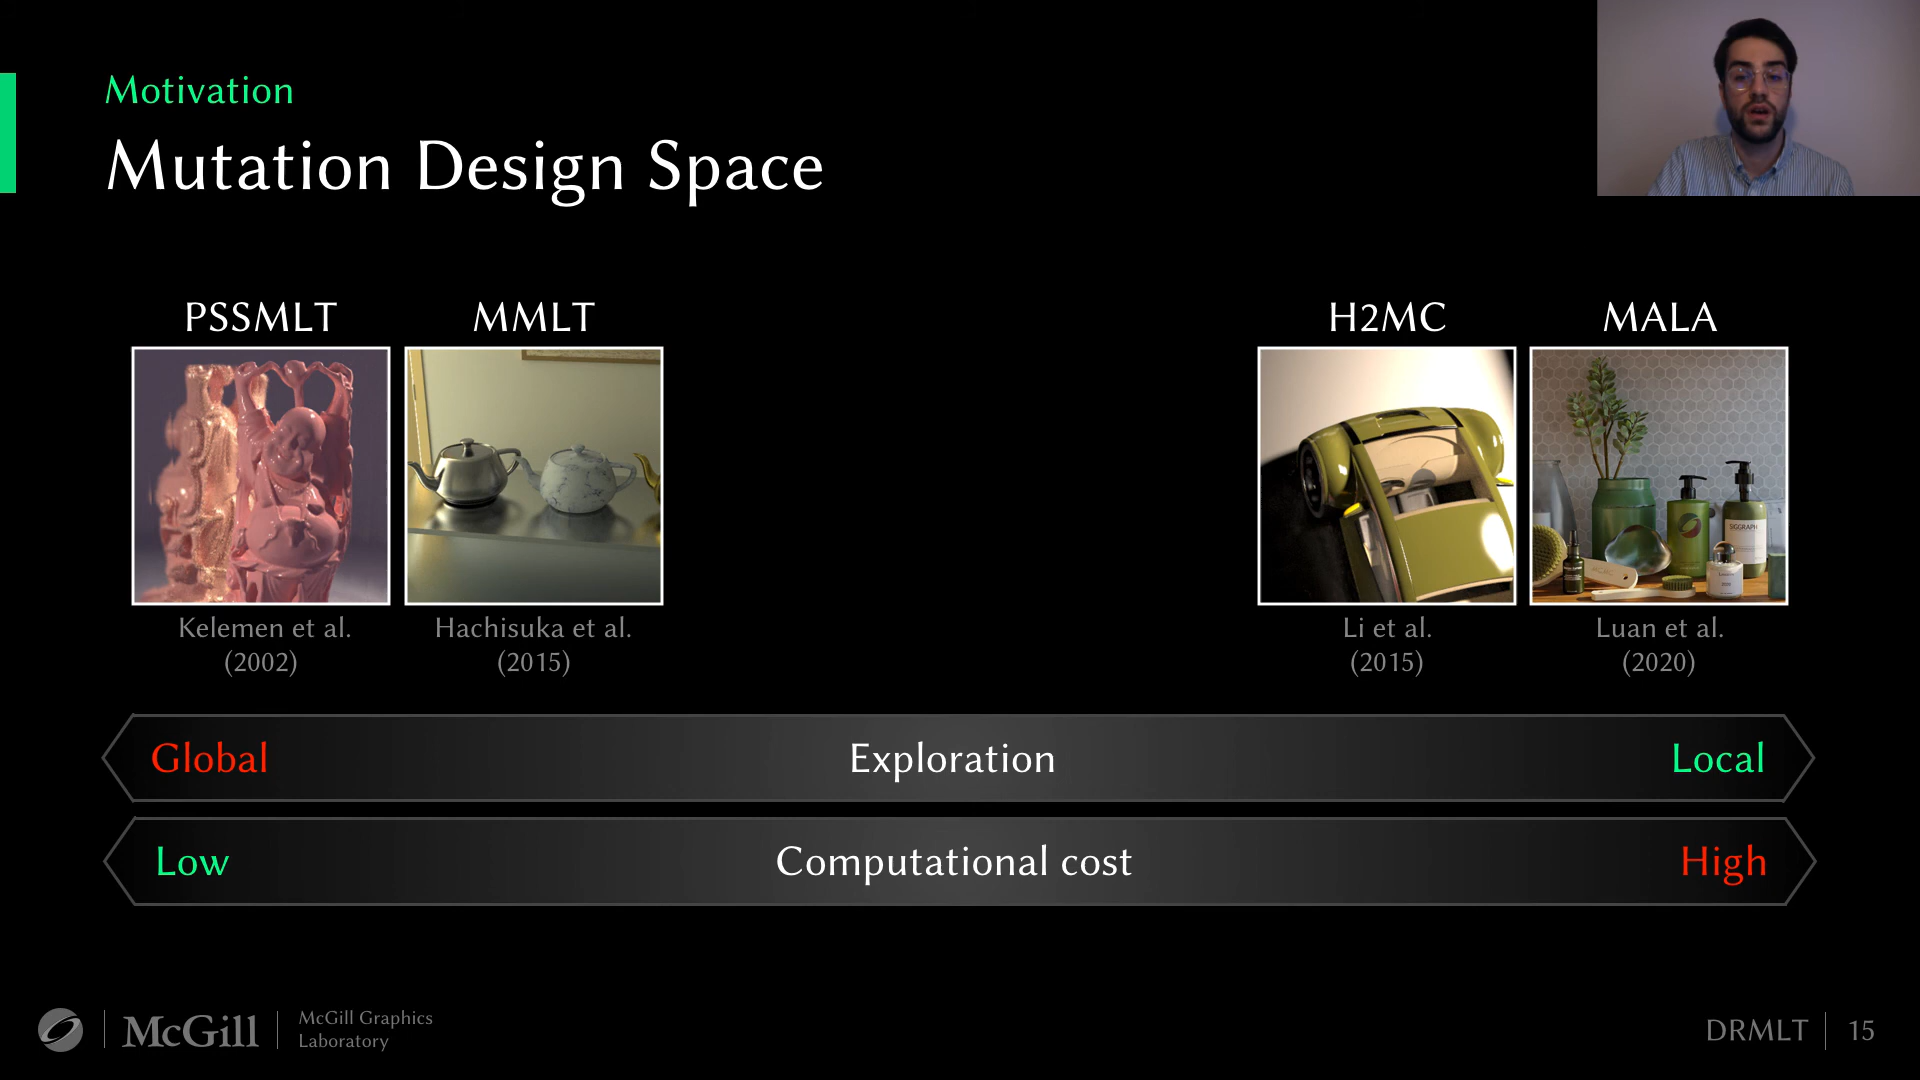 Motivation
Mutation Design Space
PSSMLT
MMLT
H2MC
MALA
SIGGRAPH
Kelemen et al.
(2002)
Hachisuka et al.
(2015)
Li et al.
(2015)
Luan et al.
(2020)
Global
Exploration
Local
Low
Computational cost
High
McGill
McGill Graphics
Laboratory
DRMLT
15